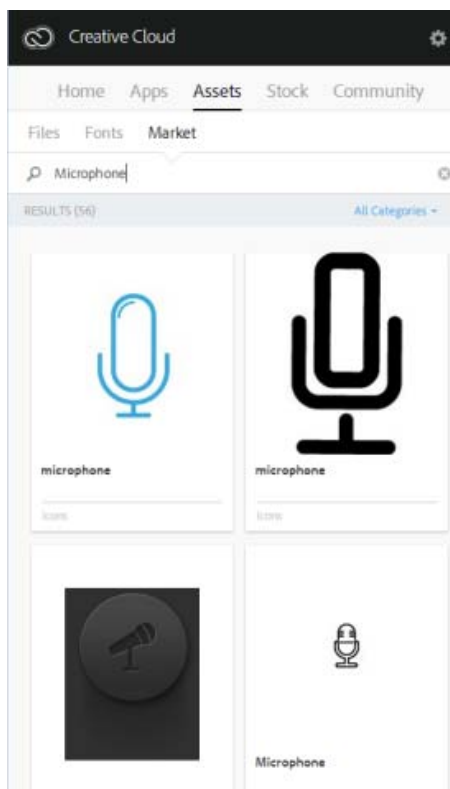 Creative Cloud
Home Apps Assets Stock Community
Files Fonts Market
Microphone
RESULTS (56) All Categories
microphone microphone
Icons Icons
Microphone